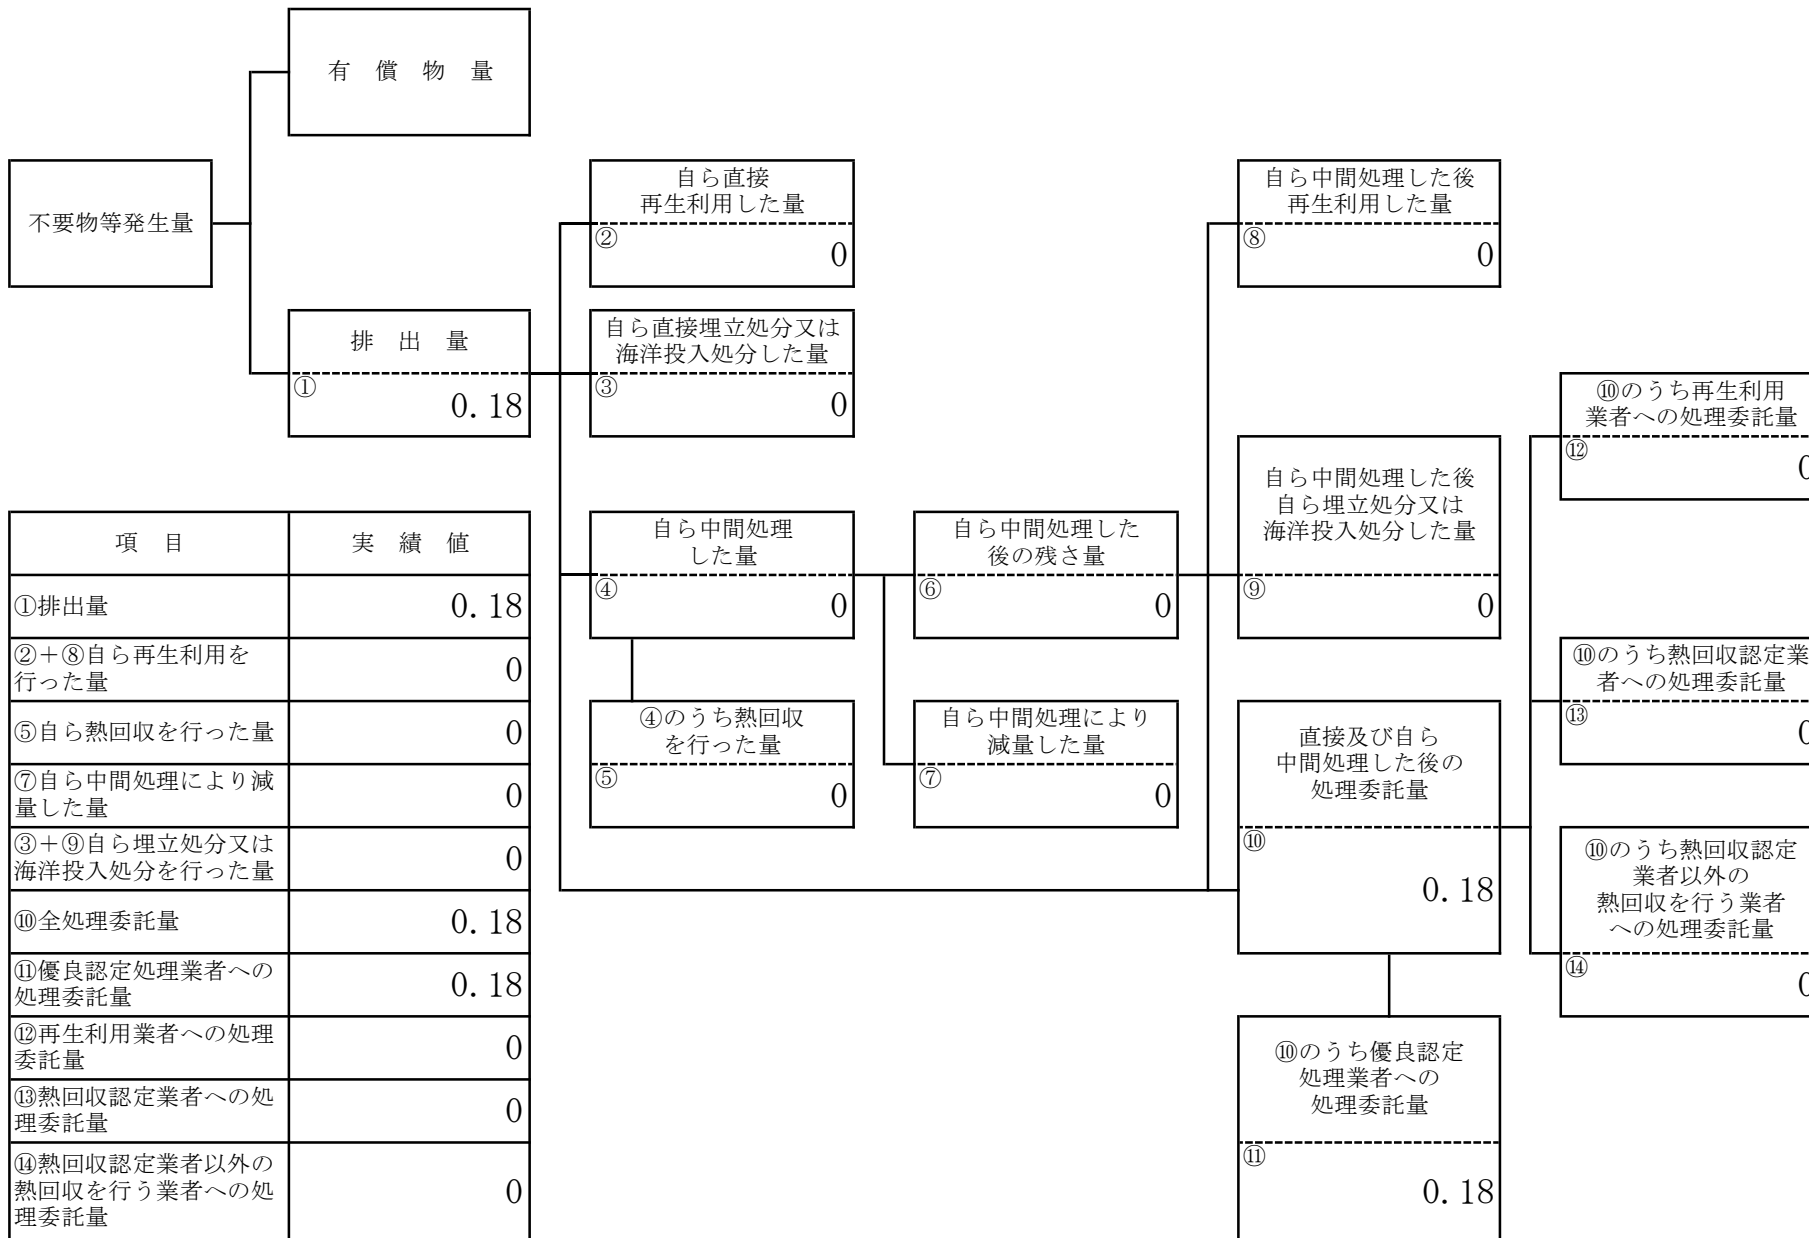 有 償 物 量
不要物等発生量
排 出 量
①
0.18
自ら直接
再生利用した量
②
0
自ら直接埋立処分又は
海洋投入処分した量
③
0
自ら中間処理
した量
④
0
④のうち熱回収
を行った量
⑤
0
自ら中間処理した
後の残さ量
⑥
0
自ら中間処理により
減量した量
⑦
0
自ら中間処理した後
再生利用した量
⑧
0
自ら中間処理した後
自ら埋立処分又は
海洋投入処分した量
⑨
0
直接及び自ら
中間処理した後の
処理委託量
⑩
0.18
⑩のうち優良認定
処理業者への
処理委託量
⑪
0.18
⑩のうち再生利用
業者への処理委託量
⑫
0
⑩のうち熱回収認定業
者への処理委託量
⑬
0
⑩のうち熱回収認定
業者以外の
熱回収を行う業者
への処理委託量
⑭
0
項 目 実 績 値
①排出量 0.18
②＋⑧自ら再生利用を
行った量 0
⑤自ら熱回収を行った量 0
⑦自ら中間処理により減
量した量 0
③＋⑨自ら埋立処分又は
海洋投入処分を行った量 0
⑩全処理委託量 0.18
⑪優良認定処理業者への
処理委託量 0.18
⑫再生利用業者への処理
委託量 0
⑬熱回収認定業者への処
理委託量 0
⑭熱回収認定業者以外の
熱回収を行う業者への処
理委託量 0